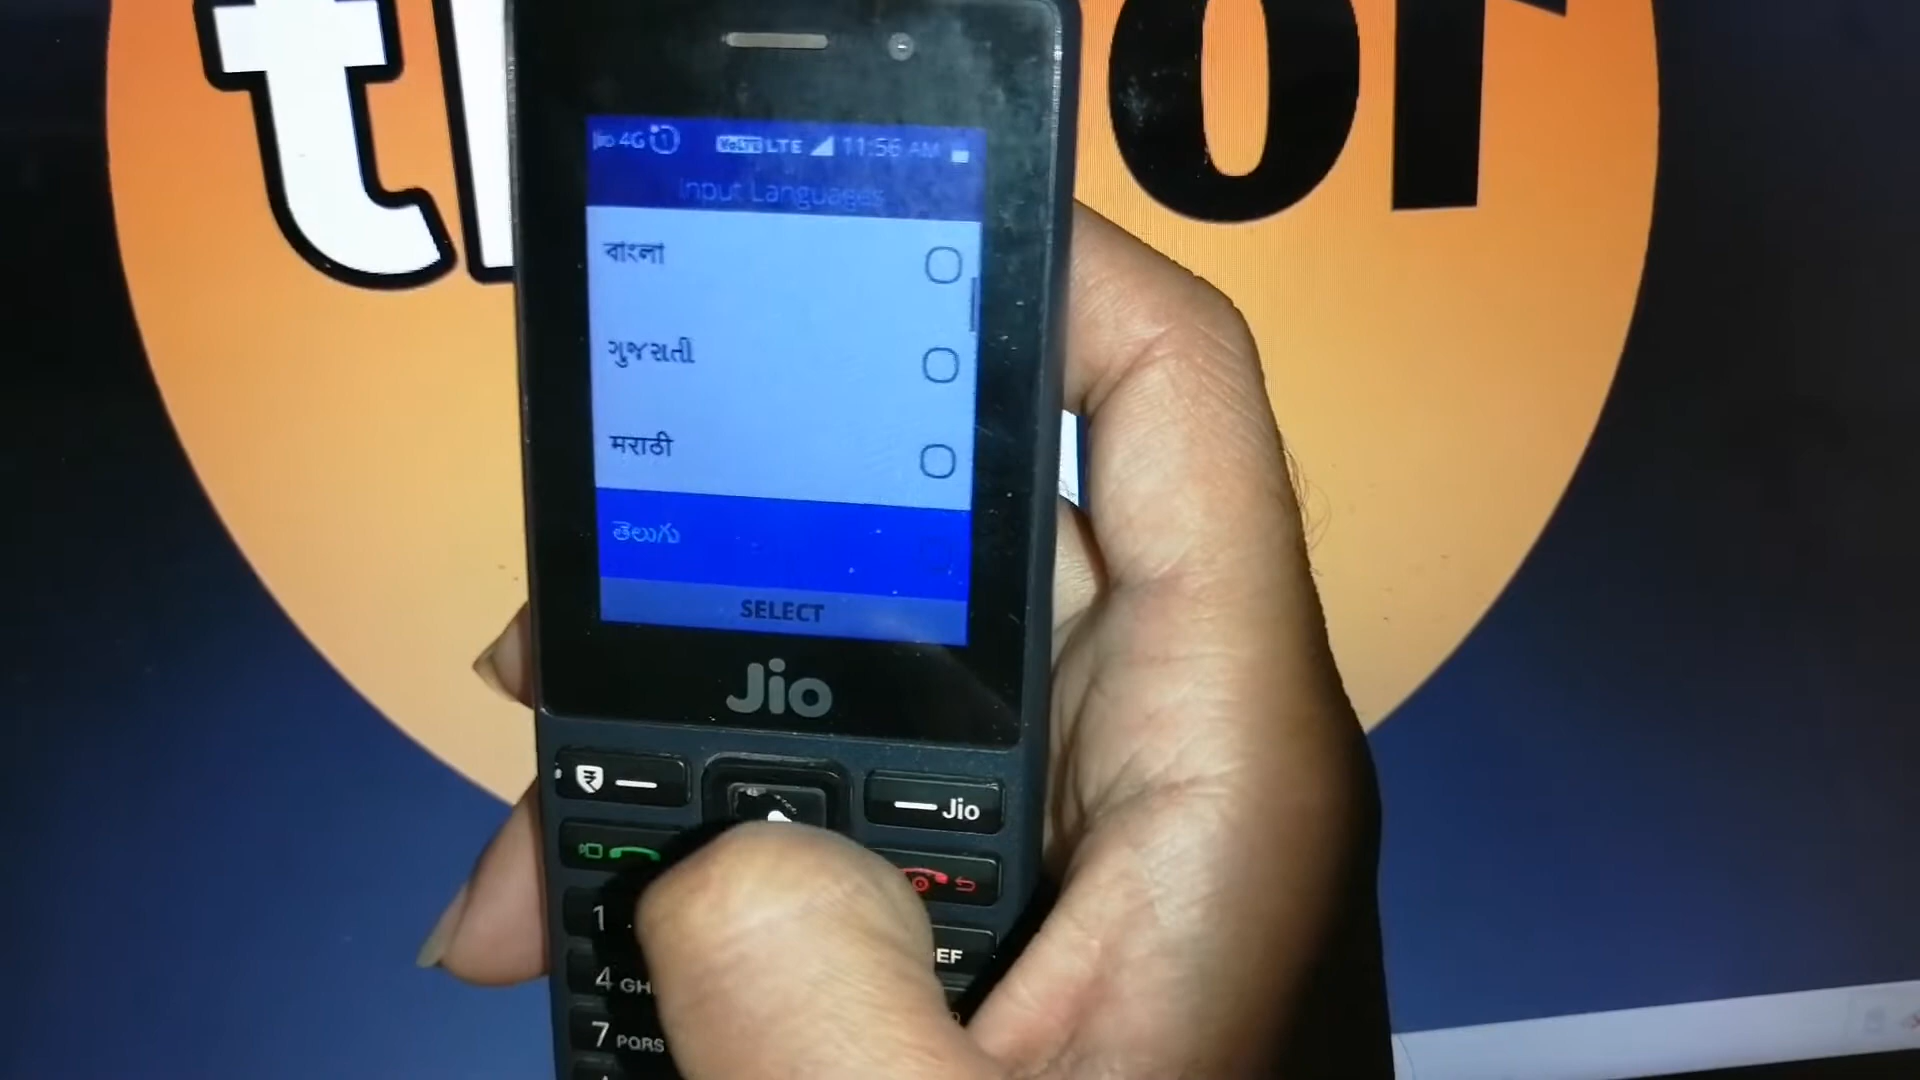 t or
Jio 4G VoLTE LTE 11:56 AM
Input Languages
বাংলা
ગુજરાતી
मराठी
తెలుగు
SELECT
Jio
Jio
1
EF
4 GH
7 PQRS